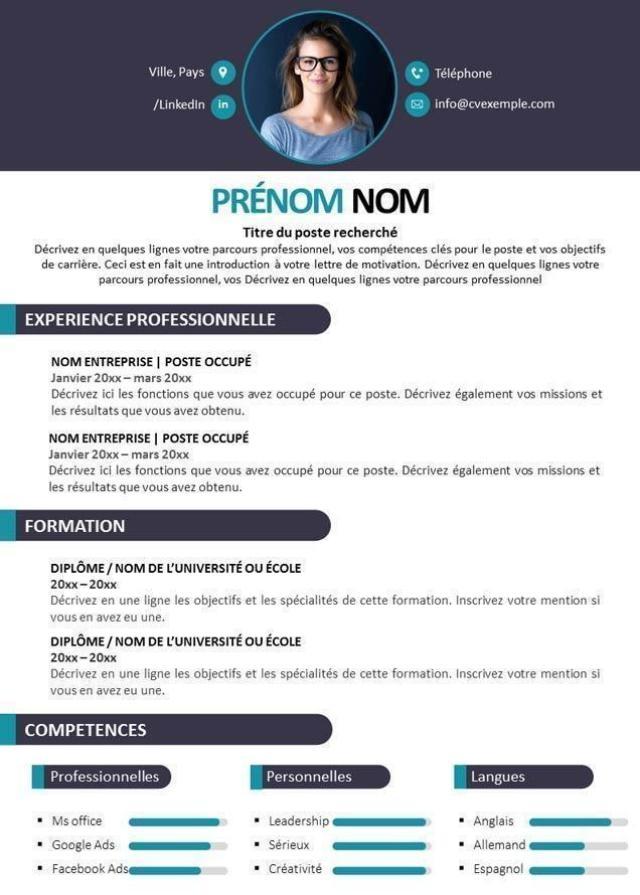 Ville, Pays
Téléphone
/LinkedIn
in
info@cvexemple.com
PRÉNOM NOM
Titre du poste recherché
Décrivez en quelques lignes votre parcours professionnel, vos compétences clés pour le poste et vos objectifs
de carrière. Ceci est en fait une introduction à votre lettre de motivation. Décrivez en quelques lignes votre
parcours professionnel, vos Décrivez en quelques lignes votre parcours professionnel
EXPERIENCE PROFESSIONNELLE
NOM ENTREPRISE | POSTE OCCUPÉ
Janvier 20xx – mars 20xx
Décrivez ici les fonctions que vous avez occupé pour ce poste. Décrivez également vos missions et
les résultats que vous avez obtenu.
NOM ENTREPRISE | POSTE OCCUPÉ
Janvier 20xx – mars 20xx
Décrivez ici les fonctions que vous avez occupé pour ce poste. Décrivez également vos missions et
les résultats que vous avez obtenu.
FORMATION
DIPLÔME / NOM DE L'UNIVERSITÉ OU ÉCOLE
20xx – 20xx
Décrivez en une ligne les objectifs et les spécialités de cette formation. Inscrivez votre mention si
vous en avez eu une.
DIPLÔME / NOM DE L'UNIVERSITÉ OU ÉCOLE
20xx – 20xx
Décrivez en une ligne les objectifs et les spécialités de cette formation. Inscrivez votre mention si
vous en avez eu une.
COMPETENCES
Professionnelles
▪ Ms office
▪ Google Ads
▪ Facebook Ads
Personnelles
▪ Leadership
▪ Sérieux
▪ Créativité
Langues
▪ Anglais
▪ Allemand
▪ Espagnol